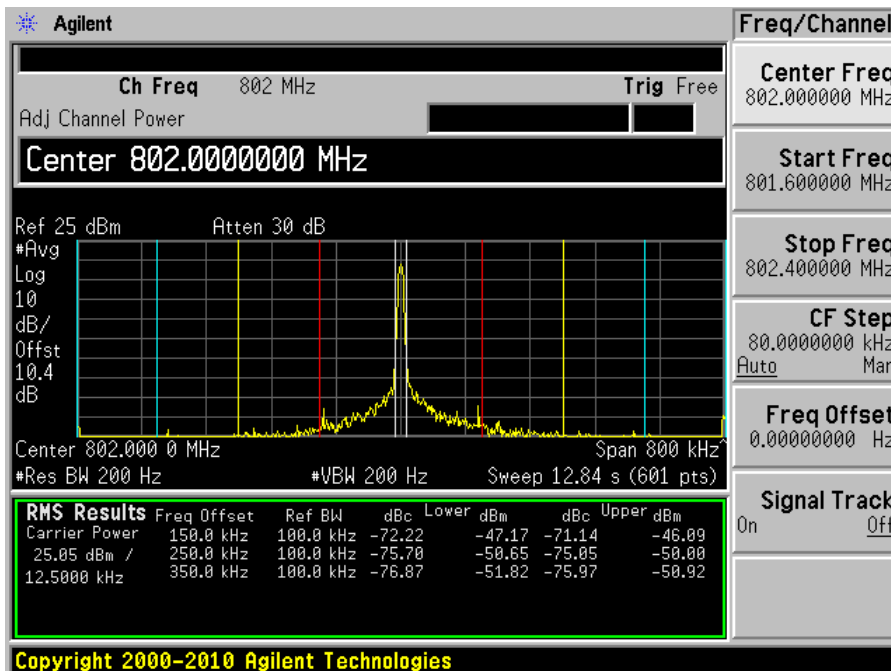 Agilent
Freq/Channel
Ch Freq 802 MHz Trig Free
Adj Channel Power
Center 802.0000000 MHz
Ref 25 dBm Atten 30 dB
#Avg
Log
10
dB/
Offst
10.4
dB
Center 802.000 0 MHz Span 800 kHz^
#Res BW 200 Hz #VBW 200 Hz Sweep 12.84 s (601 pts)
RMS Results Freq Offset Ref BW dBc Lower dBm dBc Upper dBm
Carrier Power 150.0 kHz 100.0 kHz -72.22 -47.17 -71.14 -46.09
25.05 dBm / 250.0 kHz 100.0 kHz -75.70 -50.65 -75.05 -50.00
12.5000 kHz 350.0 kHz 100.0 kHz -76.87 -51.82 -75.97 -50.92
Copyright 2000-2010 Agilent Technologies
Center Freq
802.000000 MHz
Start Freq
801.600000 MHz
Stop Freq
802.400000 MHz
CF Step
80.0000000 kHz
Auto Man
Freq Offset
0.00000000 Hz
Signal Track
On Off